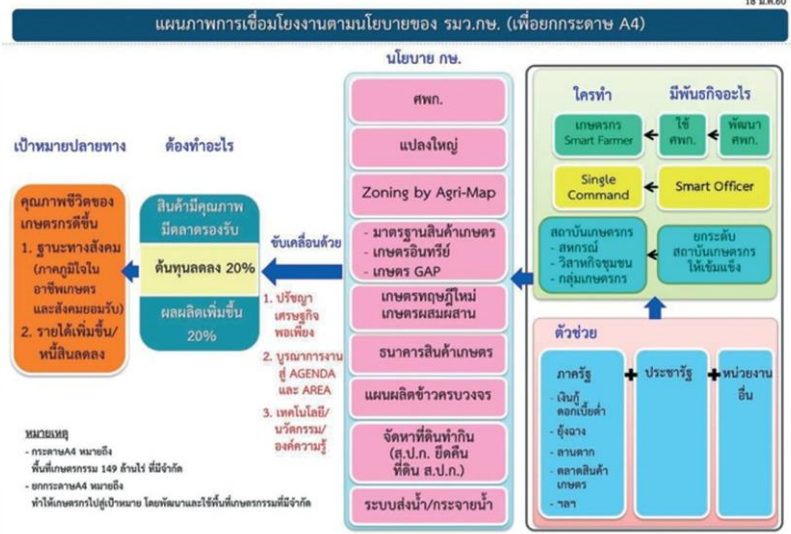 18 มี.ค.60
แผนภาพการเชื่อมโยงงานตามนโยบายของ รมว.กษ. (เพื่อยกกระดาษ A4)
เป้าหมายปลายทาง
คุณภาพชีวิตของ
เกษตรกรดีขึ้น
1. ฐานะทางสังคม
(ภาคภูมิใจใน
อาชีพเกษตร
และสังคมยอมรับ)
2. รายได้เพิ่มขึ้น/
หนี้สินลดลง
ต้องทำอะไร
สินค้ามีคุณภาพ
มีตลาดรองรับ
ต้นทุนลดลง 20%
ผลผลิตเพิ่มขึ้น
20%
ขับเคลื่อนด้วย
1. ปรัชญา
เศรษฐกิจ
พอเพียง
2. บูรณาการงาน
สู่ AGENDA
และ AREA
3. เทคโนโลยี/
นวัตกรรม/
องค์ความรู้
นโยบาย กษ.
ศพก.
แปลงใหญ่
Zoning by Agri-Map
- มาตรฐานสินค้าเกษตร
- เกษตรอินทรีย์
- เกษตร GAP
เกษตรทฤษฎีใหม่
เกษตรผสมผสาน
ธนาคารสินค้าเกษตร
แผนผลิตข้าวครบวงจร
จัดหาที่ดินทำกิน
(ส.ป.ก. ยึดคืน
ที่ดิน ส.ป.ก.)
ระบบส่งน้ำ/กระจายน้ำ
ใครทำ
มีพันธกิจอะไร
เกษตรกร
Smart Farmer
ใช้
ศพก.
พัฒนา
ศพก.
Single
Command
Smart Officer
สถาบันเกษตรกร
- สหกรณ์
- วิสาหกิจชุมชน
- กลุ่มเกษตรกร
ยกระดับ
สถาบันเกษตรกร
ให้เข้มแข็ง
ตัวช่วย
ภาครัฐ
- เงินกู้
ดอกเบี้ยต่ำ
- ยุ้งฉาง
- ลานตาก
- ตลาดสินค้า
เกษตร
- ฯลฯ
+
ประชารัฐ
+
หน่วยงาน
อื่น
หมายเหตุ
- กระดาษA4 หมายถึง
พื้นที่เกษตรกรรม 149 ล้านไร่ ที่มีจำกัด
- ยกกระดาษA4 หมายถึง
ทำให้เกษตรกรไปสู่เป้าหมาย โดยพัฒนาและใช้พื้นที่เกษตรกรรมที่มีจำกัด